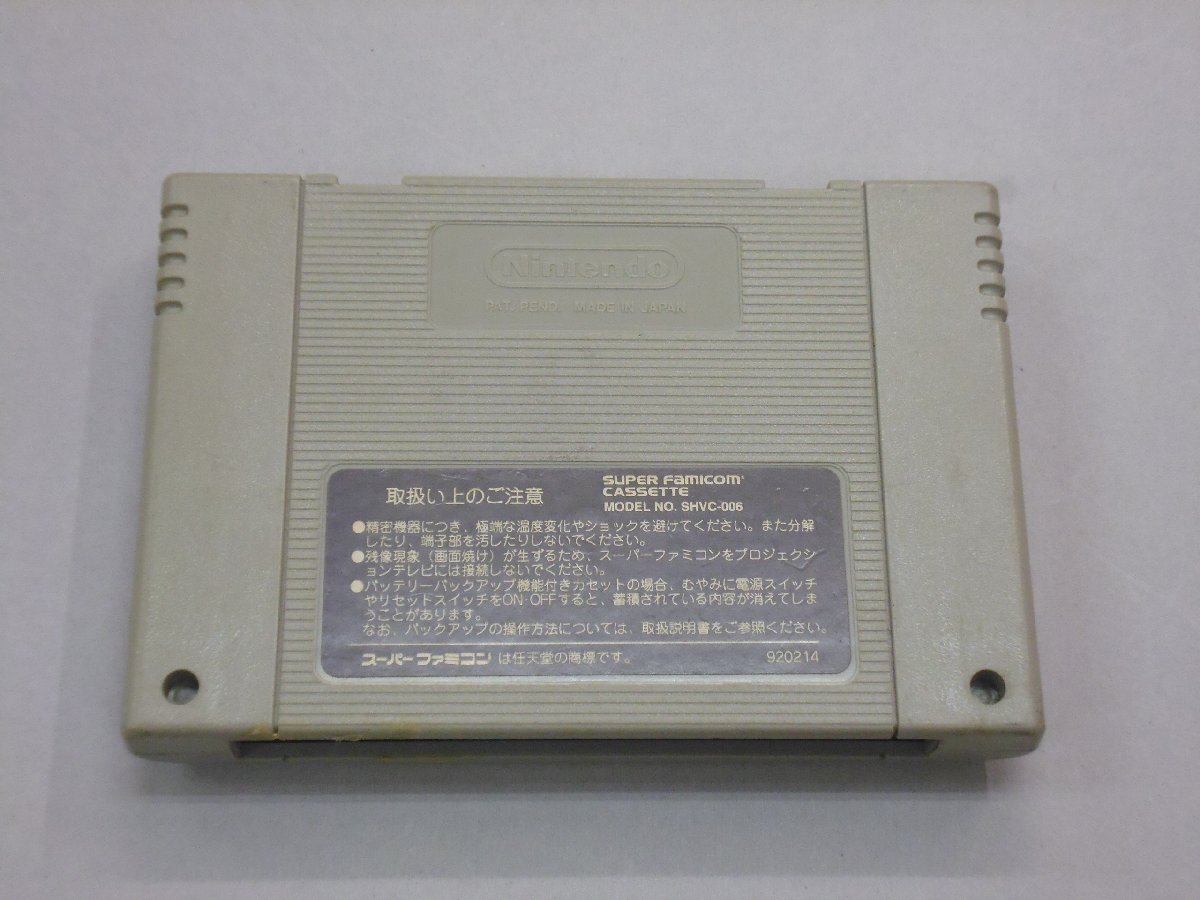 Nintendo
PAT. PEND. MADE IN JAPAN
取扱い上のご注意
SUPER FAMICOM
CASSETTE
MODEL NO. SHVC-006
●精密機器につき、極端な温度変化やショックを避けてください。また分解
したり、端子部を汚したりしないでください。
●残像現象（画面焼け）が生ずるため、スーパーファミコンをプロジェクシ
ョンテレビには接続しないでください。
●バッテリーバックアップ機能付きカセットの場合、むやみに電源スイッチ
やリセットスイッチをON・OFFすると、蓄積されている内容が消えてしま
うことがあります。
なお、バックアップの操作方法については、取扱説明書をご参照ください。
スーパーファミコンは任天堂の商標です。 920214